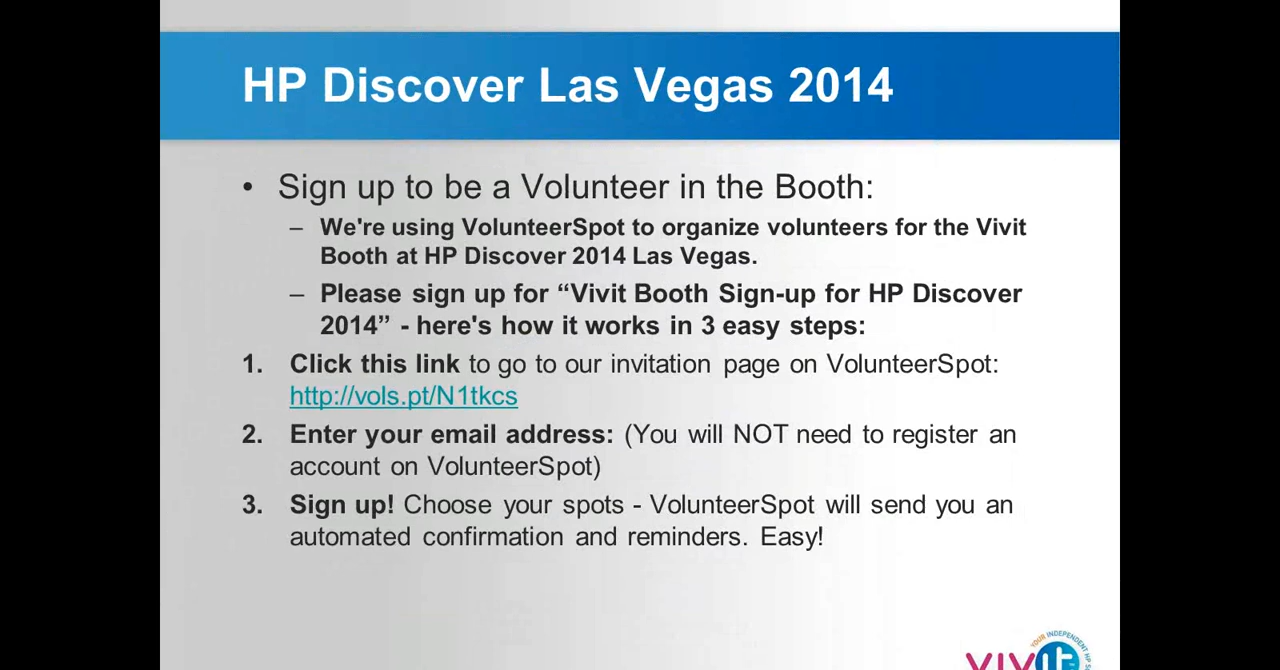 HP Discover Las Vegas 2014
• Sign up to be a Volunteer in the Booth:
– We're using VolunteerSpot to organize volunteers for the Vivit
Booth at HP Discover 2014 Las Vegas.
– Please sign up for “Vivit Booth Sign-up for HP Discover
2014” - here's how it works in 3 easy steps:
1. Click this link to go to our invitation page on VolunteerSpot:
http://vols.pt/N1tkcs
2. Enter your email address: (You will NOT need to register an
account on VolunteerSpot)
3. Sign up! Choose your spots - VolunteerSpot will send you an
automated confirmation and reminders. Easy!
YOUR INDEPENDENT HP